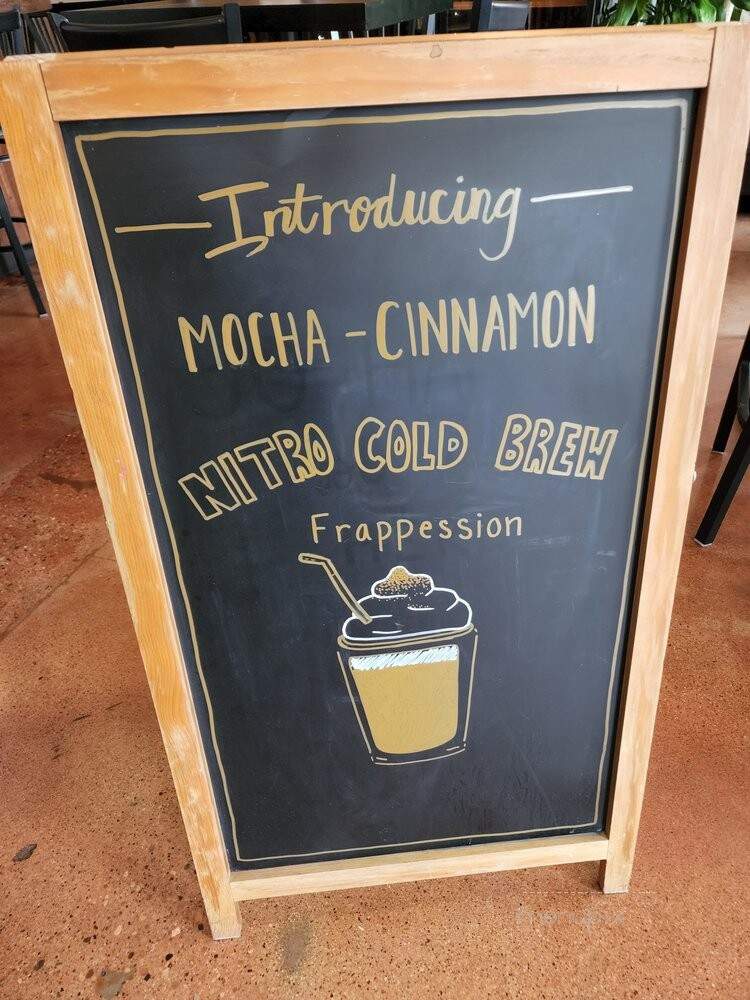 Introducing
MOCHA - CINNAMON
NITRO COLD BREW
Frappession